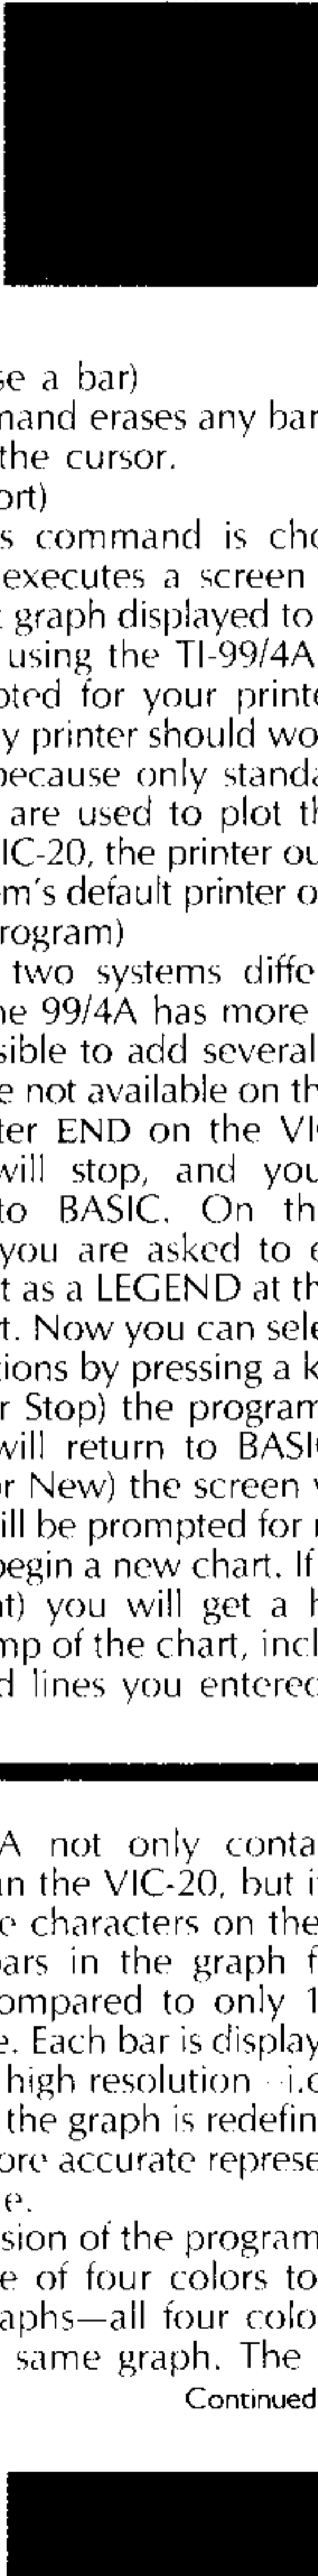 se a bar)
mand erases any bar
the cursor.
ort)
s command is cho
executes a screen
t graph displayed to
using the TI-99/4A
pted for your printe
y printer should wo
because only standa
are used to plot th
IC-20, the printer ou
em's default printer o
rogram)
two systems diffe
ne 99/4A has more
sible to add several
e not available on th
ter END on the VI
will stop, and you
to BASIC. On th
you are asked to e
t as a LEGEND at th
t. Now you can sele
tions by pressing a k
r Stop) the program
will return to BASI
or New) the screen
ill be prompted for
begin a new chart. If
nt) you will get a h
mp of the chart, incl
d lines you entered
A not only conta
an the VIC-20, but i
e characters on the
bars in the graph f
ompared to only 1
e. Each bar is display
high resolution—i.e
the graph is redefin
ore accurate represe
e.
sion of the program
e of four colors to
aphs—all four colo
same graph. The
Continued